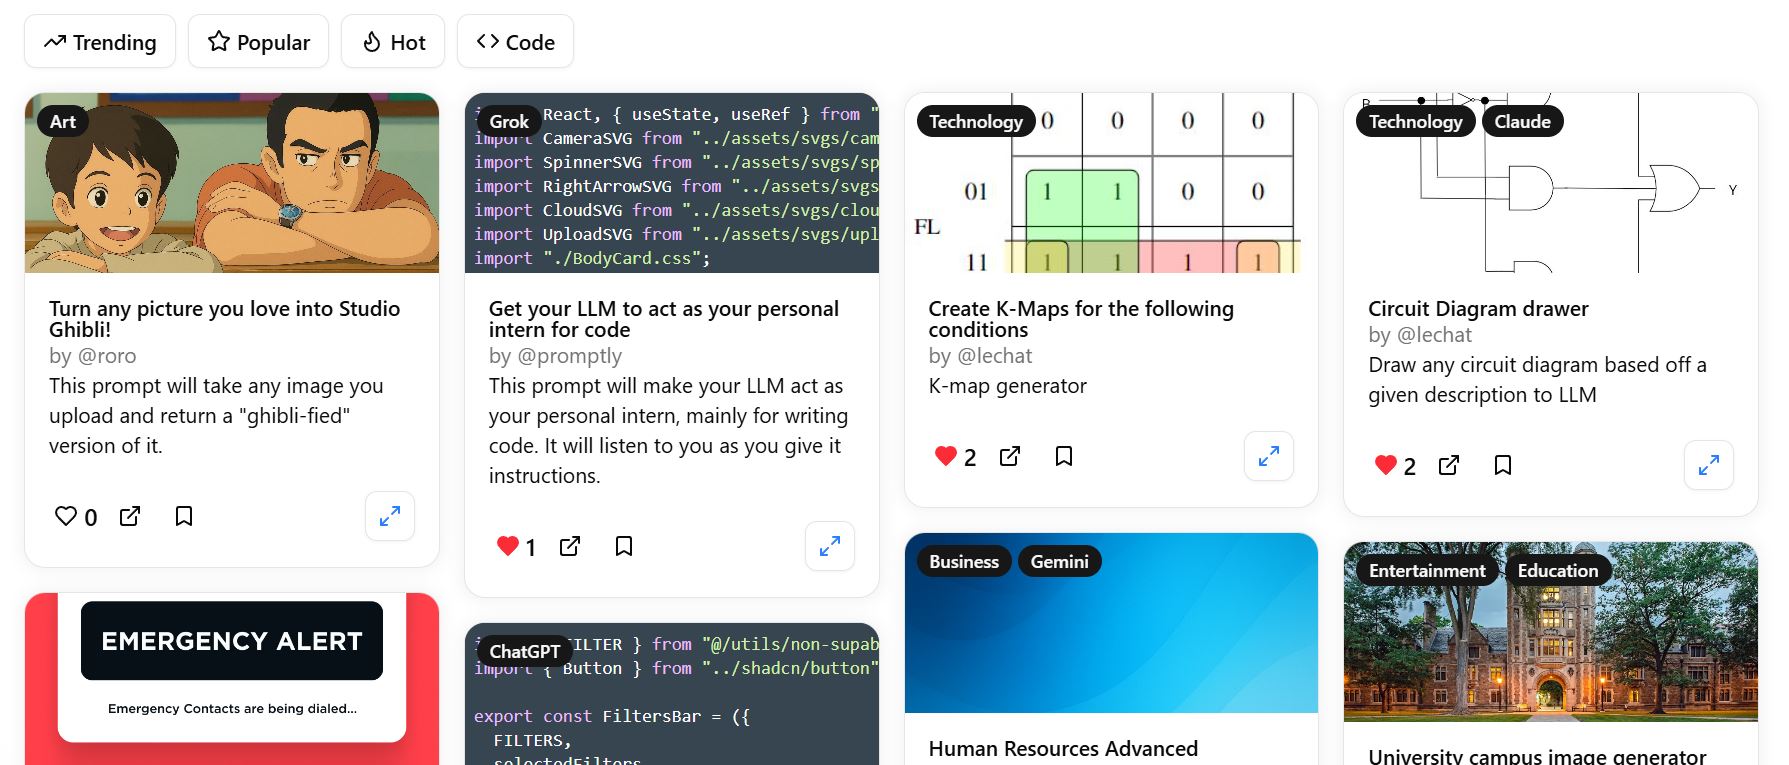 Trending
Popular
Hot
Code
Art
Turn any picture you love into Studio
Ghibli!
by @roro
This prompt will take any image you
upload and return a "ghibli-fied"
version of it.
0
EMERGENCY ALERT
Emergency Contacts are being dialed...
Grok
React, { useState, useRef } from "
import CameraSVG from "../assets/svgs/cam
import SpinnerSVG from "../assets/svgs/sp
import RightArrowSVG from "../assets/svgs
import CloudSVG from "../assets/svgs/clou
import UploadSVG from "../assets/svgs/upl
import "./BodyCard.css";
Get your LLM to act as your personal
intern for code
by @promptly
This prompt will make your LLM act as
your personal intern, mainly for writing
code. It will listen to you as you give it
instructions.
1
ChatGPT
FILTER } from "@/utils/non-supab
import { Button } from "../shadcn/button"
export const FiltersBar = ({
FILTERS,
selectedFilters
Technology
0 0 0 0
01 1 1 0 0
FL
11 1 1 1 1
Create K-Maps for the following
conditions
by @lechat
K-map generator
2
Business Gemini
Human Resources Advanced
Technology Claude
B
Y
Circuit Diagram drawer
by @lechat
Draw any circuit diagram based off a
given description to LLM
2
Entertainment Education
University campus image generator